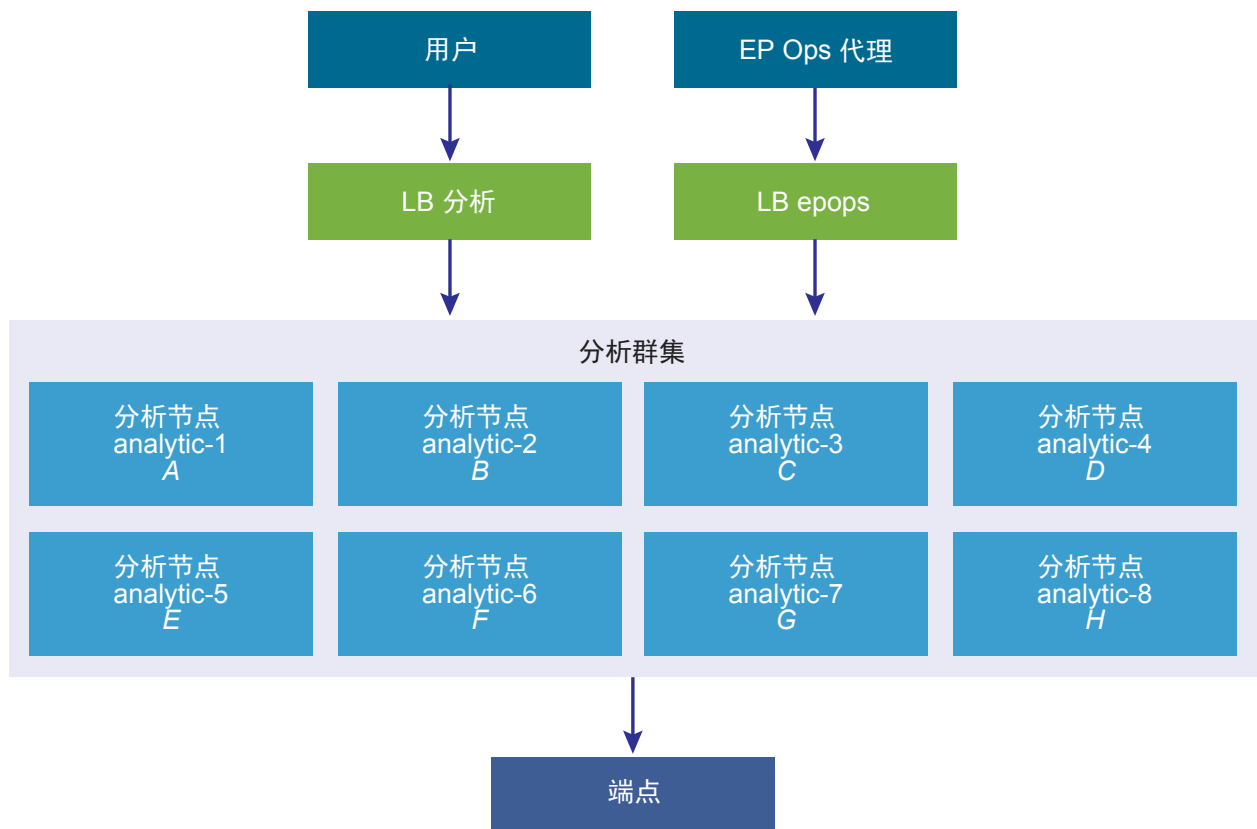 用户
EP Ops 代理
LB 分析
LB epops
分析群集
分析节点
analytic-1
A
分析节点
analytic-2
B
分析节点
analytic-3
C
分析节点
analytic-4
D
分析节点
analytic-5
E
分析节点
analytic-6
F
分析节点
analytic-7
G
分析节点
analytic-8
H
端点